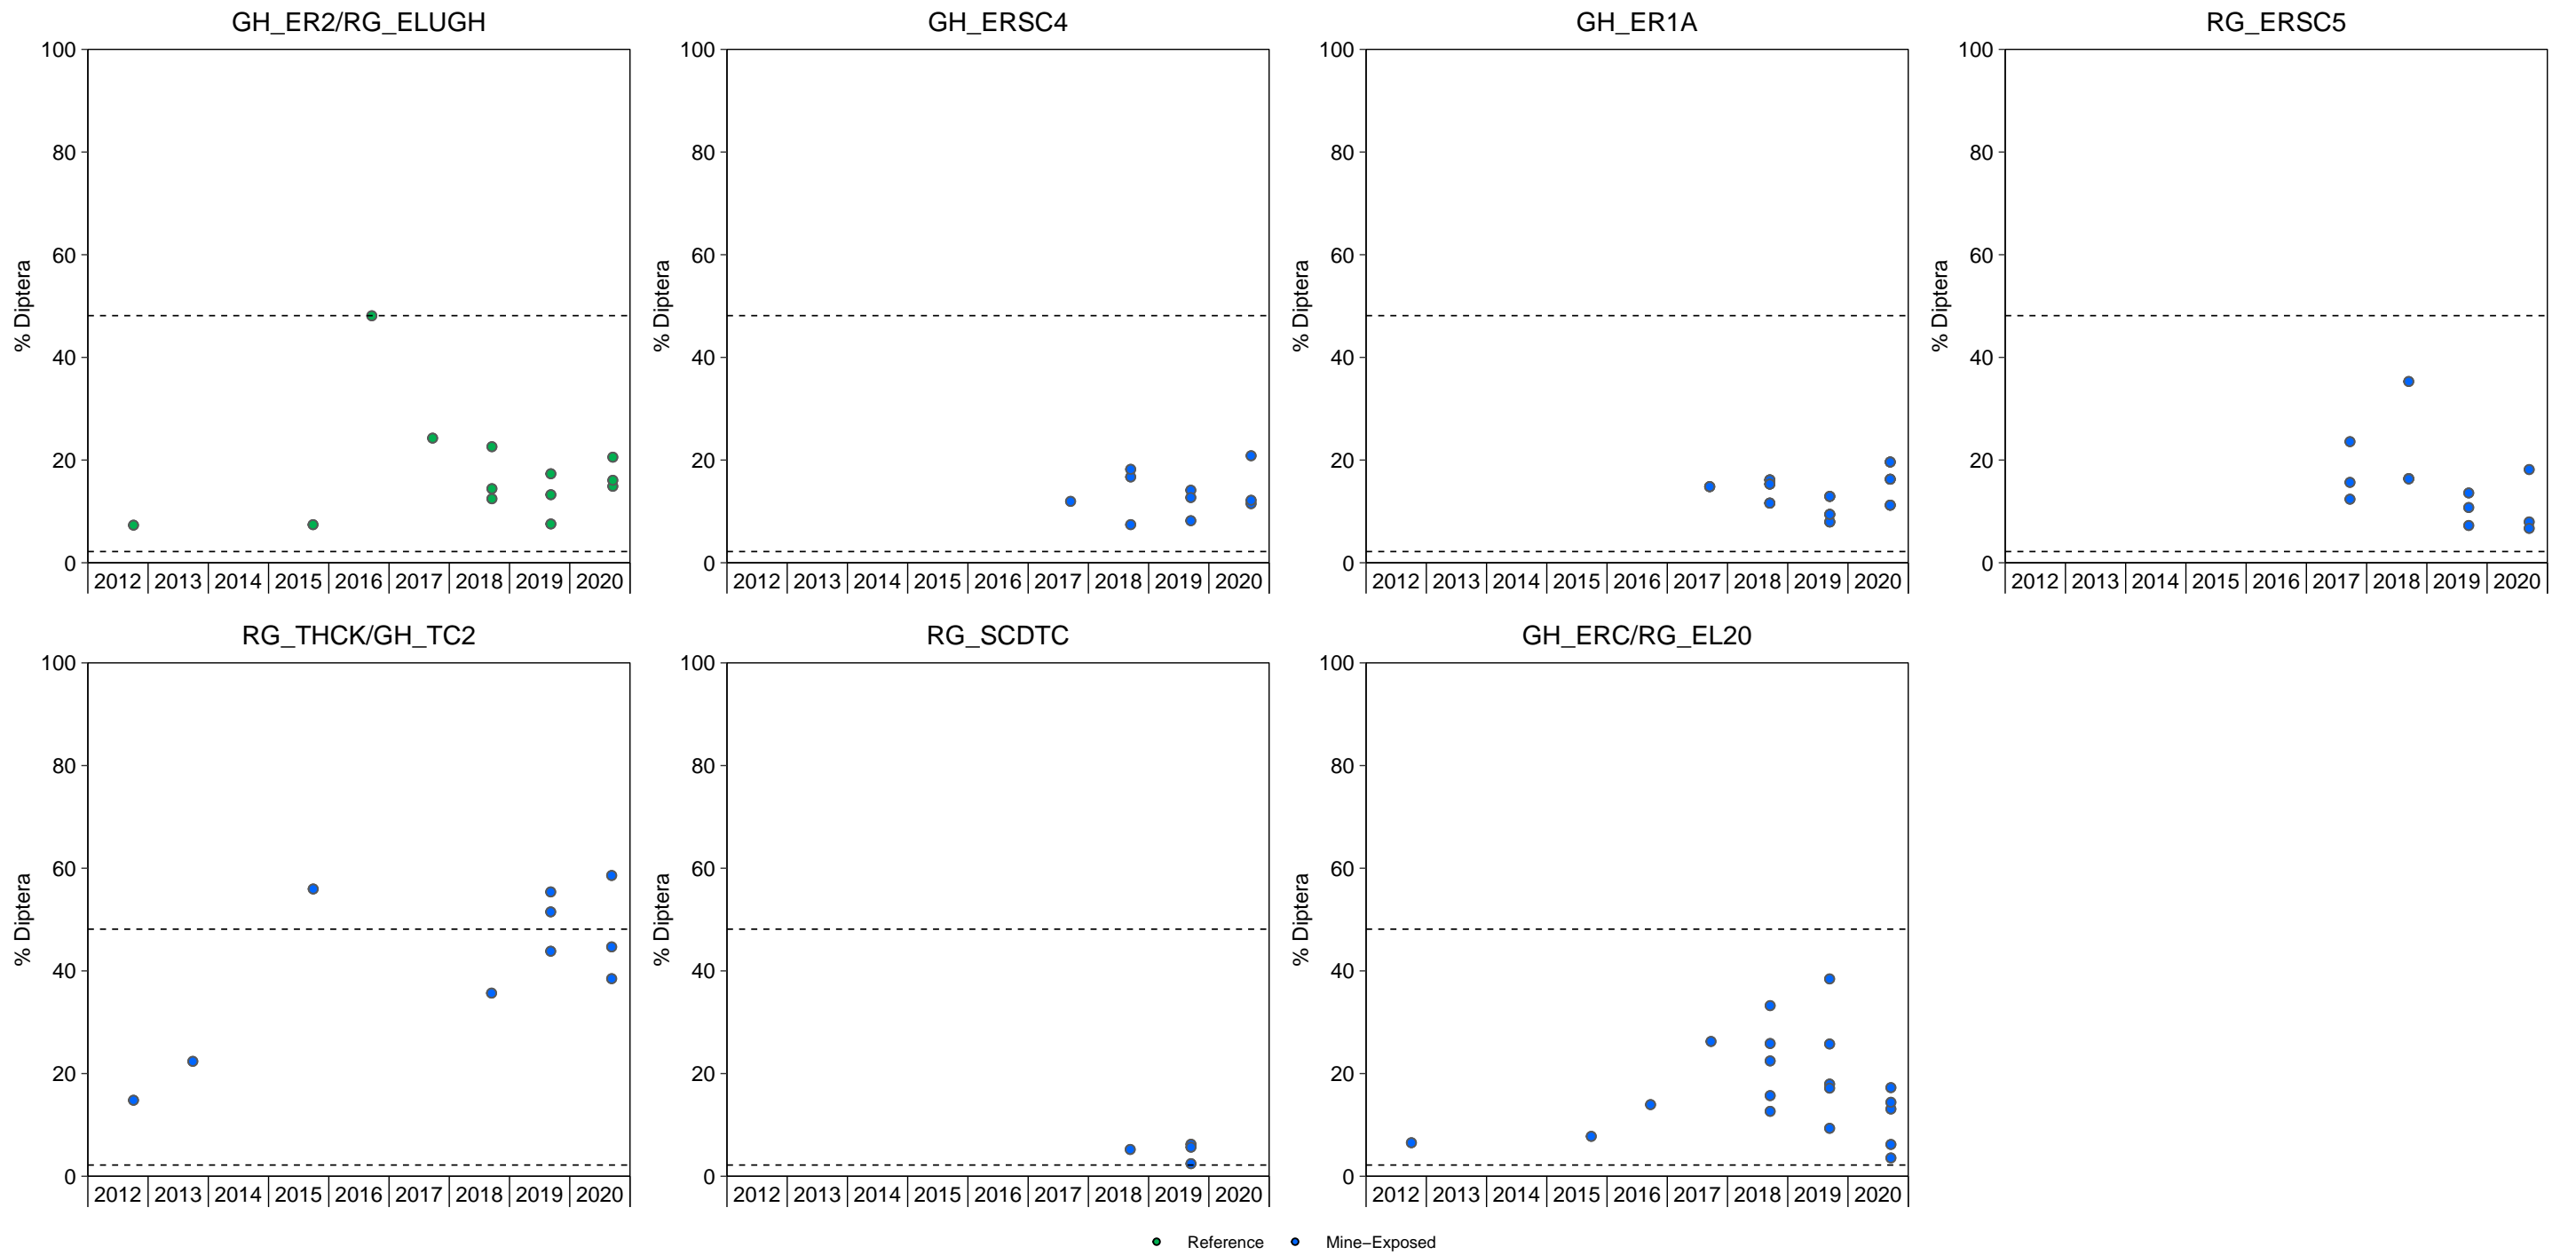 GH_ER2/RG_ELUGH GH_ERSC4 GH_ER1A RG_ERSC5
100 100 100 100
80 80 80 80
60 60 60 60
% Diptera % Diptera % Diptera % Diptera
40 40 40 40
20 20 20 20
0 0 0 0
2012 2013 2014 2015 2016 2017 2018 2019 2020 2012 2013 2014 2015 2016 2017 2018 2019 2020 2012 2013 2014 2015 2016 2017 2018 2019 2020 2012 2013 2014 2015 2016 2017 2018 2019 2020
RG_THCK/GH_TC2 RG_SCDTC GH_ERC/RG_EL20
100 100 100
80 80 80
60 60 60
% Diptera % Diptera % Diptera
40 40 40
20 20 20
0 0 0
2012 2013 2014 2015 2016 2017 2018 2019 2020 2012 2013 2014 2015 2016 2017 2018 2019 2020 2012 2013 2014 2015 2016 2017 2018 2019 2020
Reference Mine−Exposed